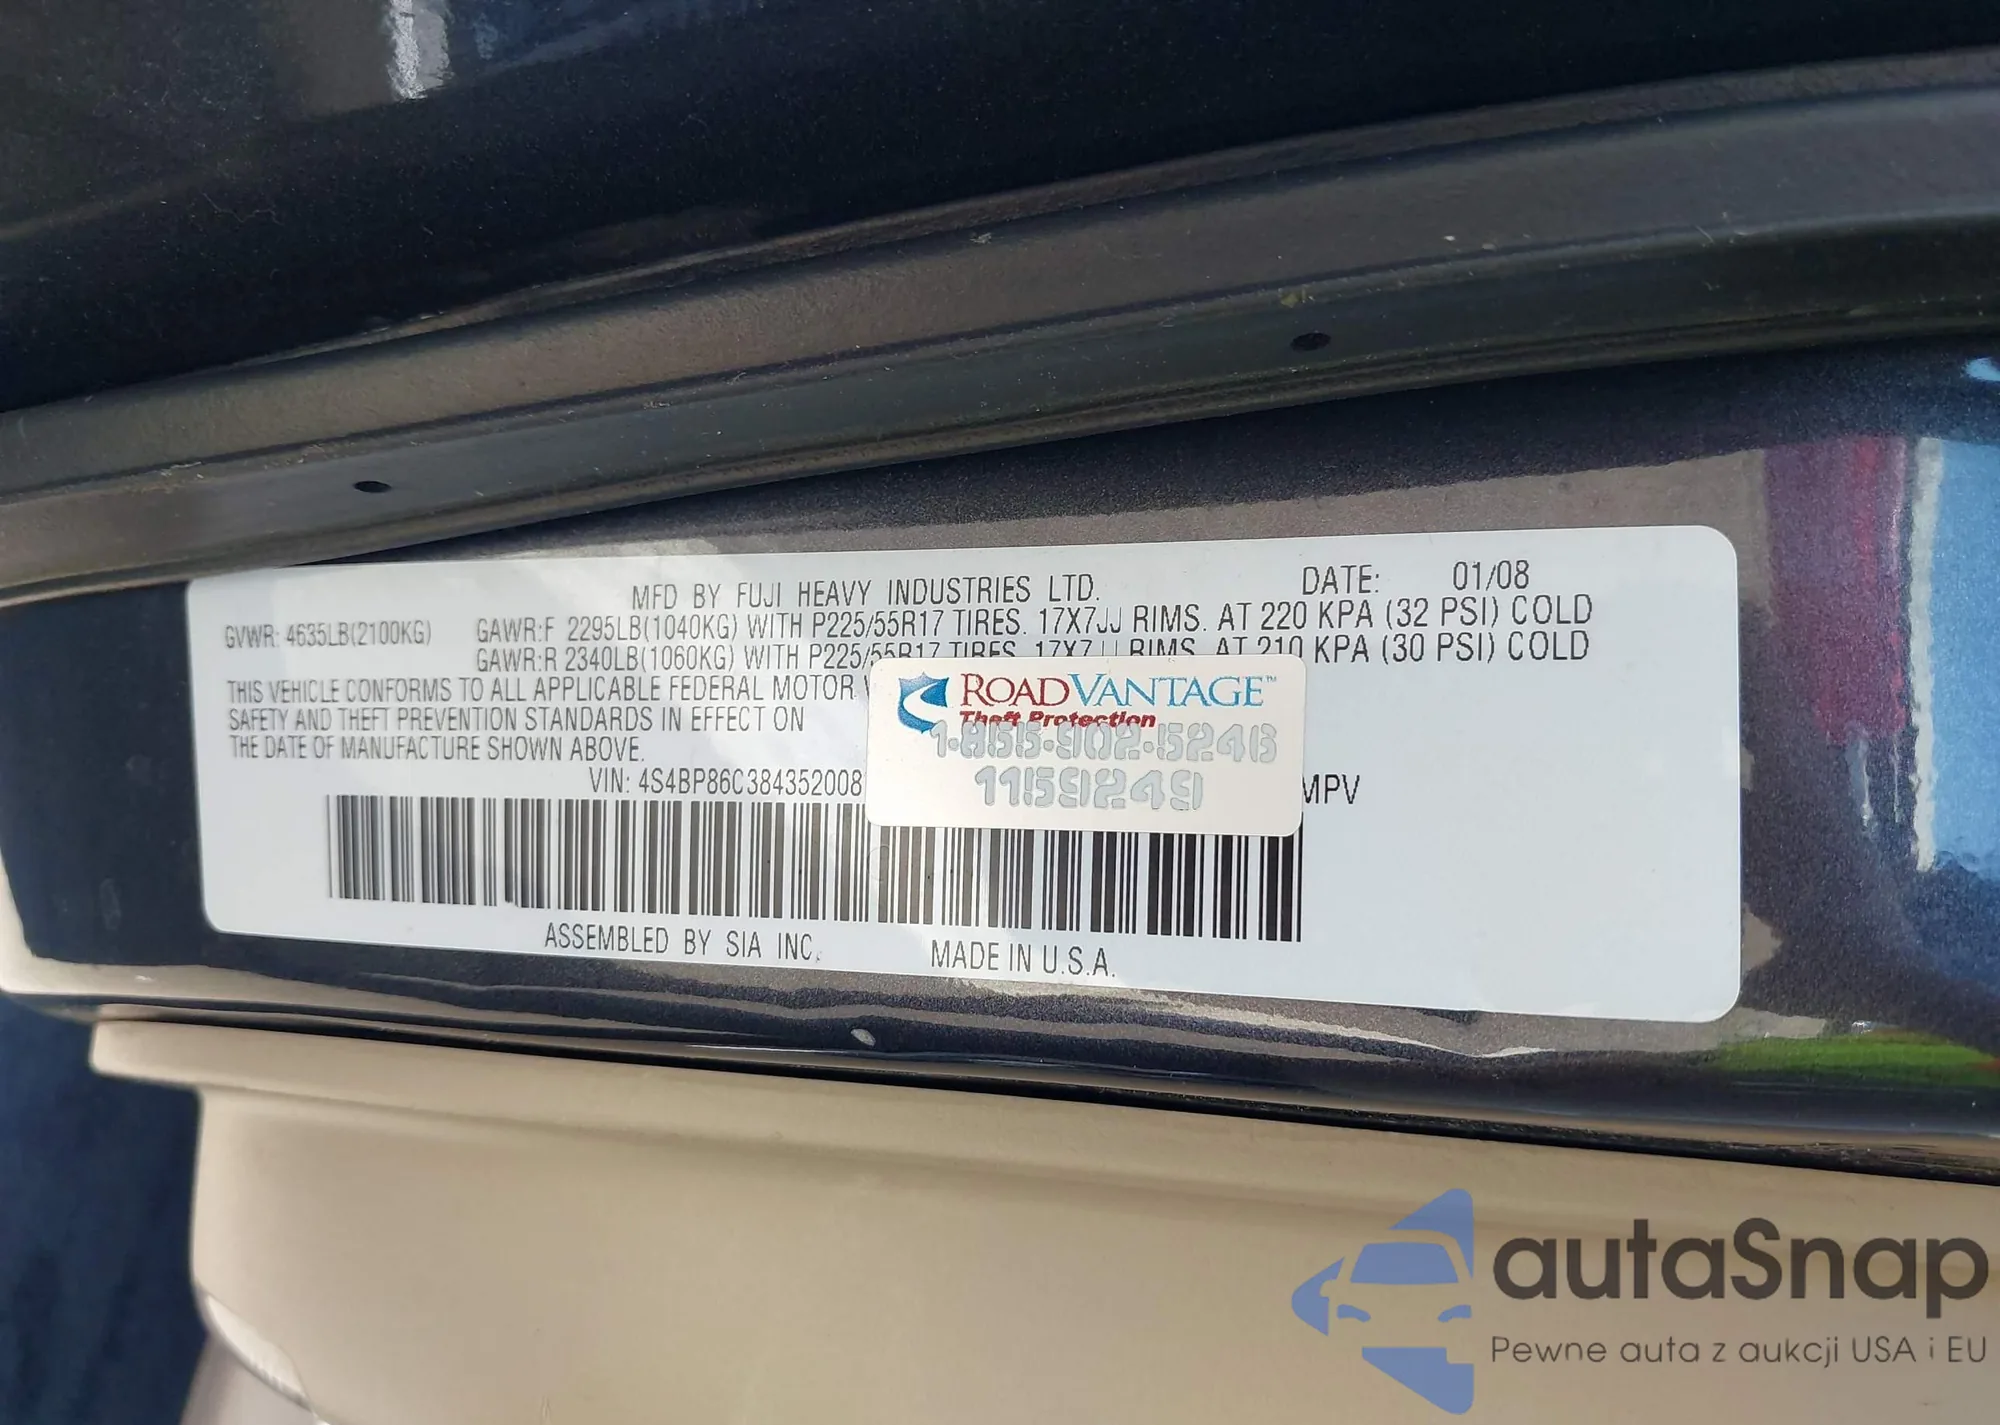 MFD BY FUJI HEAVY INDUSTRIES LTD. DATE: 01/08
GVWR: 4635LB(2100KG) GAWR:F 2295LB(1040KG) WITH P225/55R17 TIRES. 17X7JJ RIMS. AT 220 KPA (32 PSI) COLD
GAWR:R 2340LB(1060KG) WITH P225/55R17 TIRES. 17X7JJ RIMS. AT 210 KPA (30 PSI) COLD
THIS VEHICLE CONFORMS TO ALL APPLICABLE FEDERAL MOTOR
SAFETY AND THEFT PREVENTION STANDARDS IN EFFECT ON
THE DATE OF MANUFACTURE SHOWN ABOVE.
VIN: 4S4BP86C384352008 MPV
ROADVANTAGE™
Theft Protection
1-855-902-5246
1159249
ASSEMBLED BY SIA INC. MADE IN U.S.A.
autaSnap
Pewne auta z aukcji USA i EU